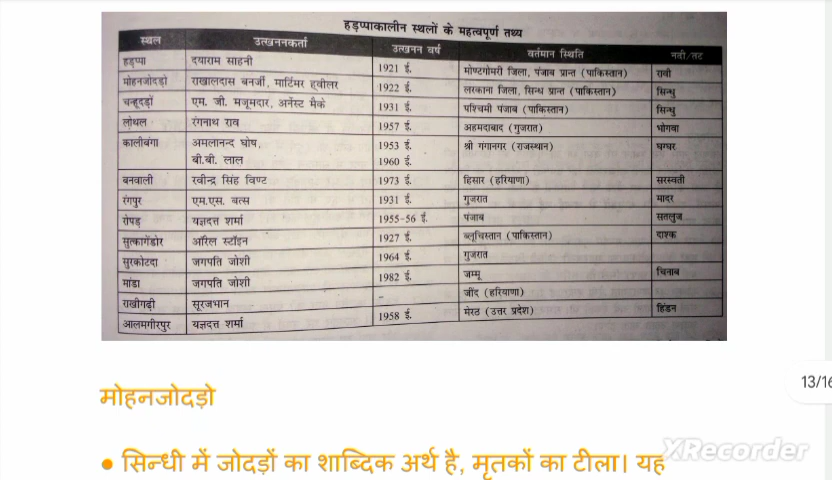 हड़प्पाकालीन स्थलों के महत्वपूर्ण तथ्य
स्थल उत्खननकर्ता उत्खनन वर्ष वर्तमान स्थिति नदी/तट
हड़प्पा दयाराम साहनी 1921 ई. मोण्टगोमरी जिला, पंजाब प्रान्त (पाकिस्तान) रावी
मोहनजोदड़ो राखालदास बनर्जी, मार्टिमर ह्वीलर 1922 ई. लरकाना जिला, सिन्ध प्रान्त (पाकिस्तान) सिन्धु
चन्हूदड़ों एम. जी. मजूमदार, अर्नेस्ट मैके 1931 ई. पश्चिमी पंजाब (पाकिस्तान) सिन्धु
लोथल रंगनाथ राव 1957 ई. अहमदाबाद (गुजरात) भोगवा
कालीबंगा अमलानन्द घोष, 1953 ई. श्री गंगानगर (राजस्थान) घग्घर
बी.बी. लाल 1960 ई.
बनवाली रवीन्द्र सिंह विण्ट 1973 ई. हिसार (हरियाणा) सरस्वती
रंगपुर एम.एस. वत्स 1931 ई. गुजरात मादर
रोपड़ यज्ञदत्त शर्मा 1955-56 ई. पंजाब सतलुज
सुत्कागेंडोर ऑरेल स्टॉइन 1927 ई. ब्लूचिस्तान (पाकिस्तान) दाश्क
सुरकोटदा जगपति जोशी 1964 ई. गुजरात
मांडा जगपति जोशी 1982 ई. जम्मू चिनाब
राखीगढ़ी सूरजभान - जींद (हरियाणा)
आलमगीरपुर यज्ञदत्त शर्मा 1958 ई. मेरठ (उत्तर प्रदेश) हिंडन
13/16
मोहनजोदड़ो
● सिन्धी में जोदड़ों का शाब्दिक अर्थ है, मृतकों का टीला। यह
XRecorder